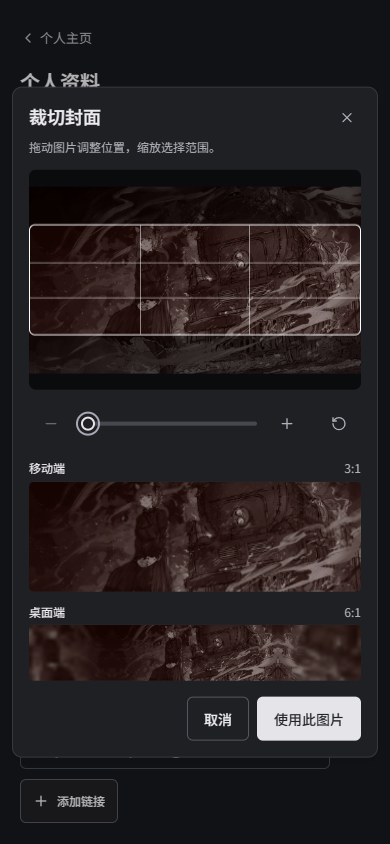 个人主页
个人资料
裁切封面
拖动图片调整位置，缩放选择范围。
移动端 3:1
桌面端 6:1
取消 使用此图片
添加链接